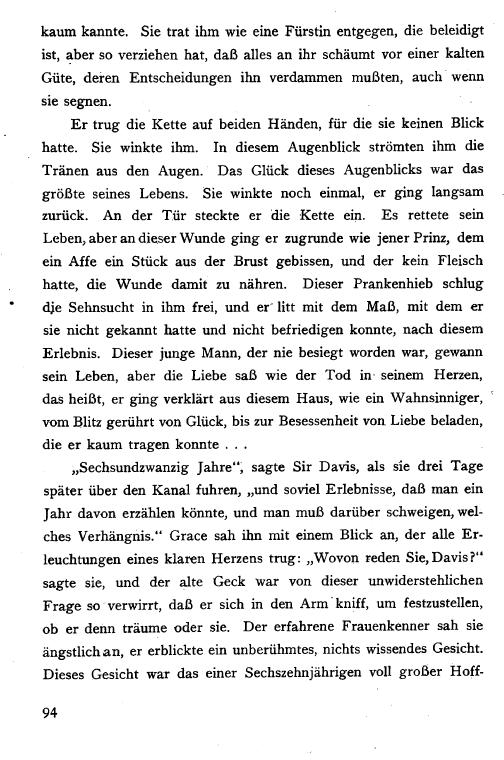 kaum kannte. Sie trat ihm wie eine Fürstin entgegen, die beleidigt
ist, aber so verziehen hat, daß alles an ihr schäumt vor einer kalten
Güte, deren Entscheidungen ihn verdammen mußten, auch wenn
sie segnen.
Er trug die Kette auf beiden Händen, für die sie keinen Blick
hatte. Sie winkte ihm. In diesem Augenblick strömten ihm die
Tränen aus den Augen. Das Glück dieses Augenblicks war das
größte seines Lebens. Sie winkte noch einmal, er ging langsam
zurück. An der Tür steckte er die Kette ein. Es rettete sein
Leben, aber an dieser Wunde ging er zugrunde wie jener Prinz, dem
ein Affe ein Stück aus der Brust gebissen, und der kein Fleisch
hatte, die Wunde damit zu nähren. Dieser Prankenhieb schlug
die Sehnsucht in ihm frei, und er litt mit dem Maß, mit dem er
sie nicht gekannt hatte und nicht befriedigen konnte, nach diesem
Erlebnis. Dieser junge Mann, der nie besiegt worden war, gewann
sein Leben, aber die Liebe saß wie der Tod in seinem Herzen,
das heißt, er ging verklärt aus diesem Haus, wie ein Wahnsinniger,
vom Blitz gerührt von Glück, bis zur Besessenheit von Liebe beladen,
die er kaum tragen konnte . . .
„Sechsundzwanzig Jahre“, sagte Sir Davis, als sie drei Tage
später über den Kanal fuhren, „und soviel Erlebnisse, daß man ein
Jahr davon erzählen könnte, und man muß darüber schweigen, wel-
ches Verhängnis.“ Grace sah ihn mit einem Blick an, der alle Er-
leuchtungen eines klaren Herzens trug: „Wovon reden Sie, Davis?“
sagte sie, und der alte Geck war von dieser unwiderstehlichen
Frage so verwirrt, daß er sich in den Arm kniff, um festzustellen,
ob er denn träume oder sie. Der erfahrene Frauenkenner sah sie
ängstlich an, er erblickte ein unberühmtes, nichts wissendes Gesicht.
Dieses Gesicht war das einer Sechszehnjährigen voll großer Hoff-
94